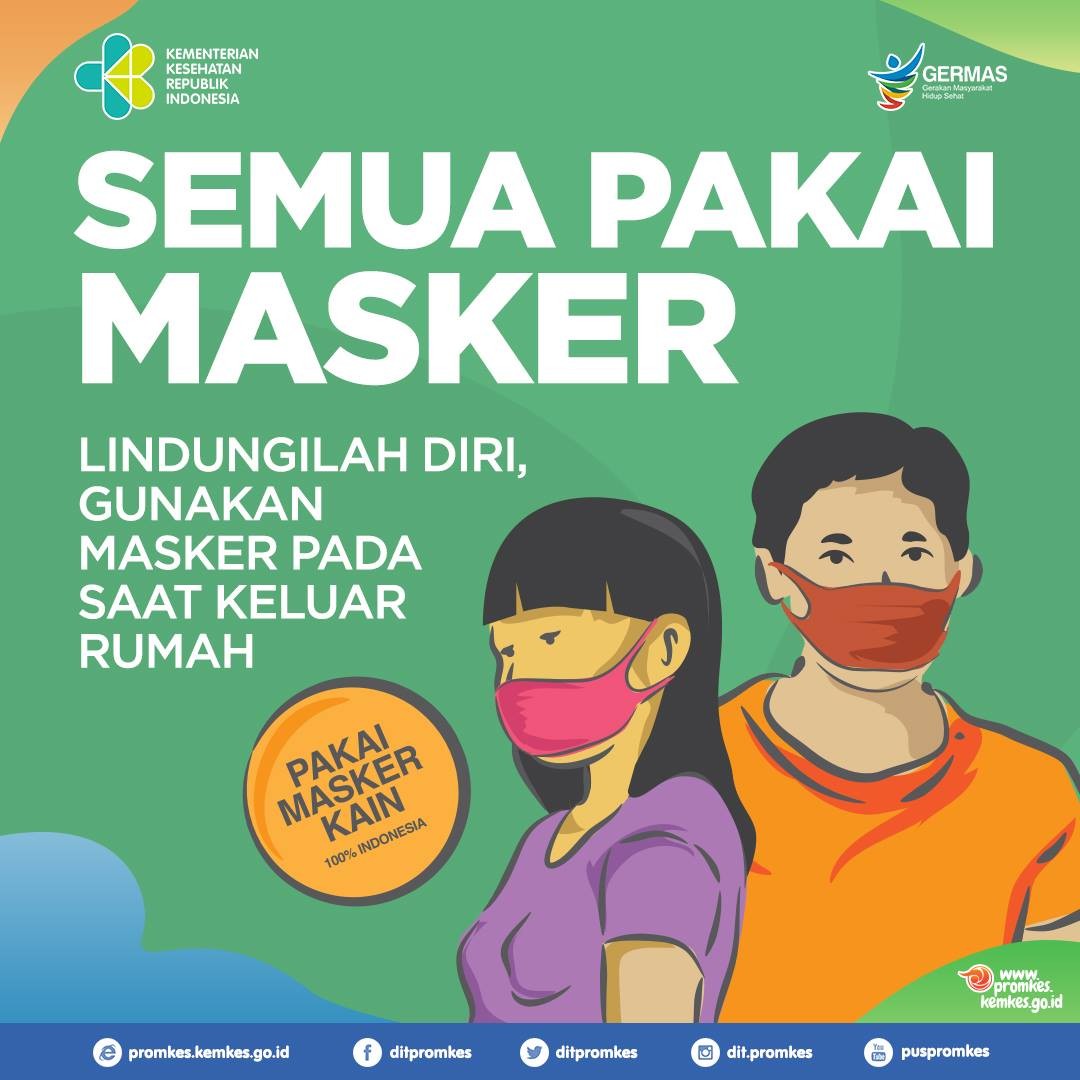 KEMENTERIAN
KESEHATAN
REPUBLIK
INDONESIA
GERMAS
Gerakan Masyarakat
Hidup Sehat
SEMUA PAKAI
MASKER
LINDUNGILAH DIRI,
GUNAKAN
MASKER PADA
SAAT KELUAR
RUMAH
PAKAI
MASKER
KAIN
100% INDONESIA
www.
promkes.
kemkes.go.id
promkes.kemkes.go.id
ditpromkes
ditpromkes
dit.promkes
You
Tube
puspromkes